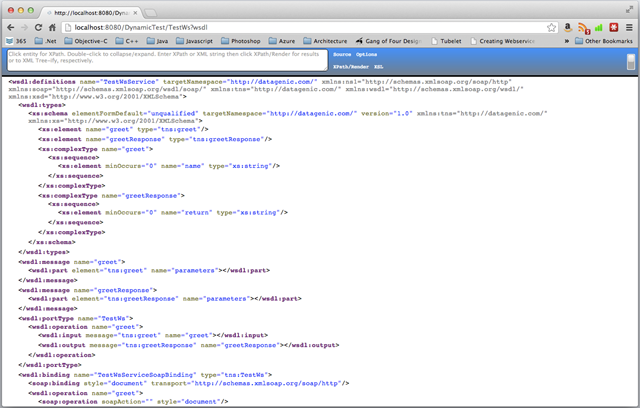 http://localhost:8080/Dyna
localhost:8080/DynamicTest/TestWs?wsdl
365 Apple .Net Objective-C C++ Java Javascript Photoshop Azure Architecture Gang of Four Design Tubelet Creating Webservice » Other Bookmarks
Click entity for XPath. Double-click to collapse/expand. Enter XPath or XML string then click XPath/Render for results
or to XML Tree-ify, respectively.
Source Options
XPath/Render XML
<wsdl:definitions name="TestWsService" targetNamespace="http://datagenic.com/" xmlns:ns1="http://schemas.xmlsoap.org/soap/http"
xmlns:soap="http://schemas.xmlsoap.org/wsdl/soap/" xmlns:tns="http://datagenic.com/" xmlns:wsdl="http://schemas.xmlsoap.org/wsdl/"
xmlns:xsd="http://www.w3.org/2001/XMLSchema">
<wsdl:types>
<xs:schema elementFormDefault="unqualified" targetNamespace="http://datagenic.com/" version="1.0" xmlns:tns="http://datagenic.com/"
xmlns:xs="http://www.w3.org/2001/XMLSchema">
<xs:element name="greet" type="tns:greet"/>
<xs:element name="greetResponse" type="tns:greetResponse"/>
<xs:complexType name="greet">
<xs:sequence>
<xs:element minOccurs="0" name="name" type="xs:string"/>
</xs:sequence>
</xs:complexType>
<xs:complexType name="greetResponse">
<xs:sequence>
<xs:element minOccurs="0" name="return" type="xs:string"/>
</xs:sequence>
</xs:complexType>
</xs:schema>
</wsdl:types>
<wsdl:message name="greet">
<wsdl:part element="tns:greet" name="parameters"></wsdl:part>
</wsdl:message>
<wsdl:message name="greetResponse">
<wsdl:part element="tns:greetResponse" name="parameters"></wsdl:part>
</wsdl:message>
<wsdl:portType name="TestWs">
<wsdl:operation name="greet">
<wsdl:input message="tns:greet" name="greet"></wsdl:input>
<wsdl:output message="tns:greetResponse" name="greetResponse"></wsdl:output>
</wsdl:operation>
</wsdl:portType>
<wsdl:binding name="TestWsServiceSoapBinding" type="tns:TestWs">
<soap:binding style="document" transport="http://schemas.xmlsoap.org/soap/http"/>
<wsdl:operation name="greet">
<soap:operation soapAction="" style="document"/>